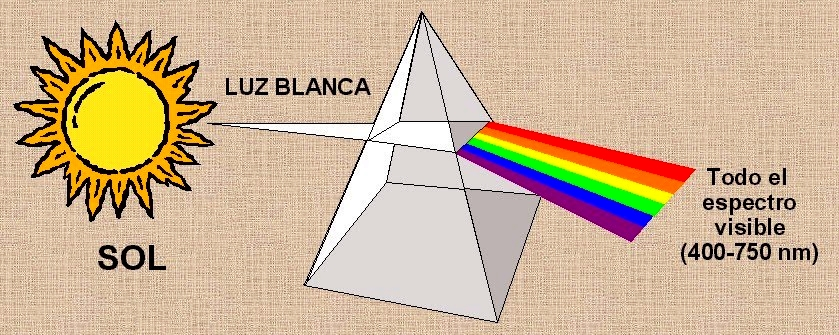 LUZ BLANCA
SOL
Todo el
espectro
visible
(400-750 nm)